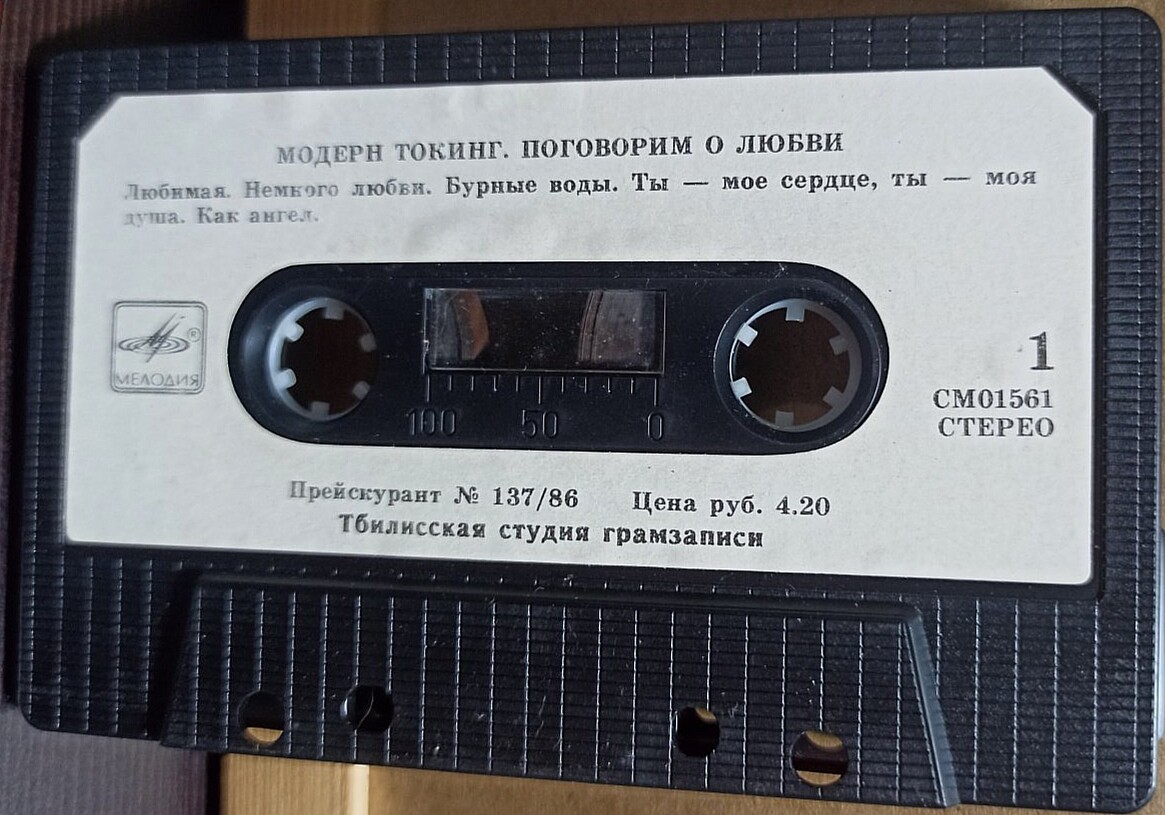 МОДЕРН ТОКИНГ. ПОГОВОРИМ О ЛЮБВИ
Любимая. Немного любви. Бурные воды. Ты — мое сердце, ты — моя
душа. Как ангел.
МЕЛОДИЯ
®
1
СМ01561
СТЕРЕО
100 50 0
Прейскурант № 137/86 Цена руб. 4.20
Тбилисская студия грамзаписи